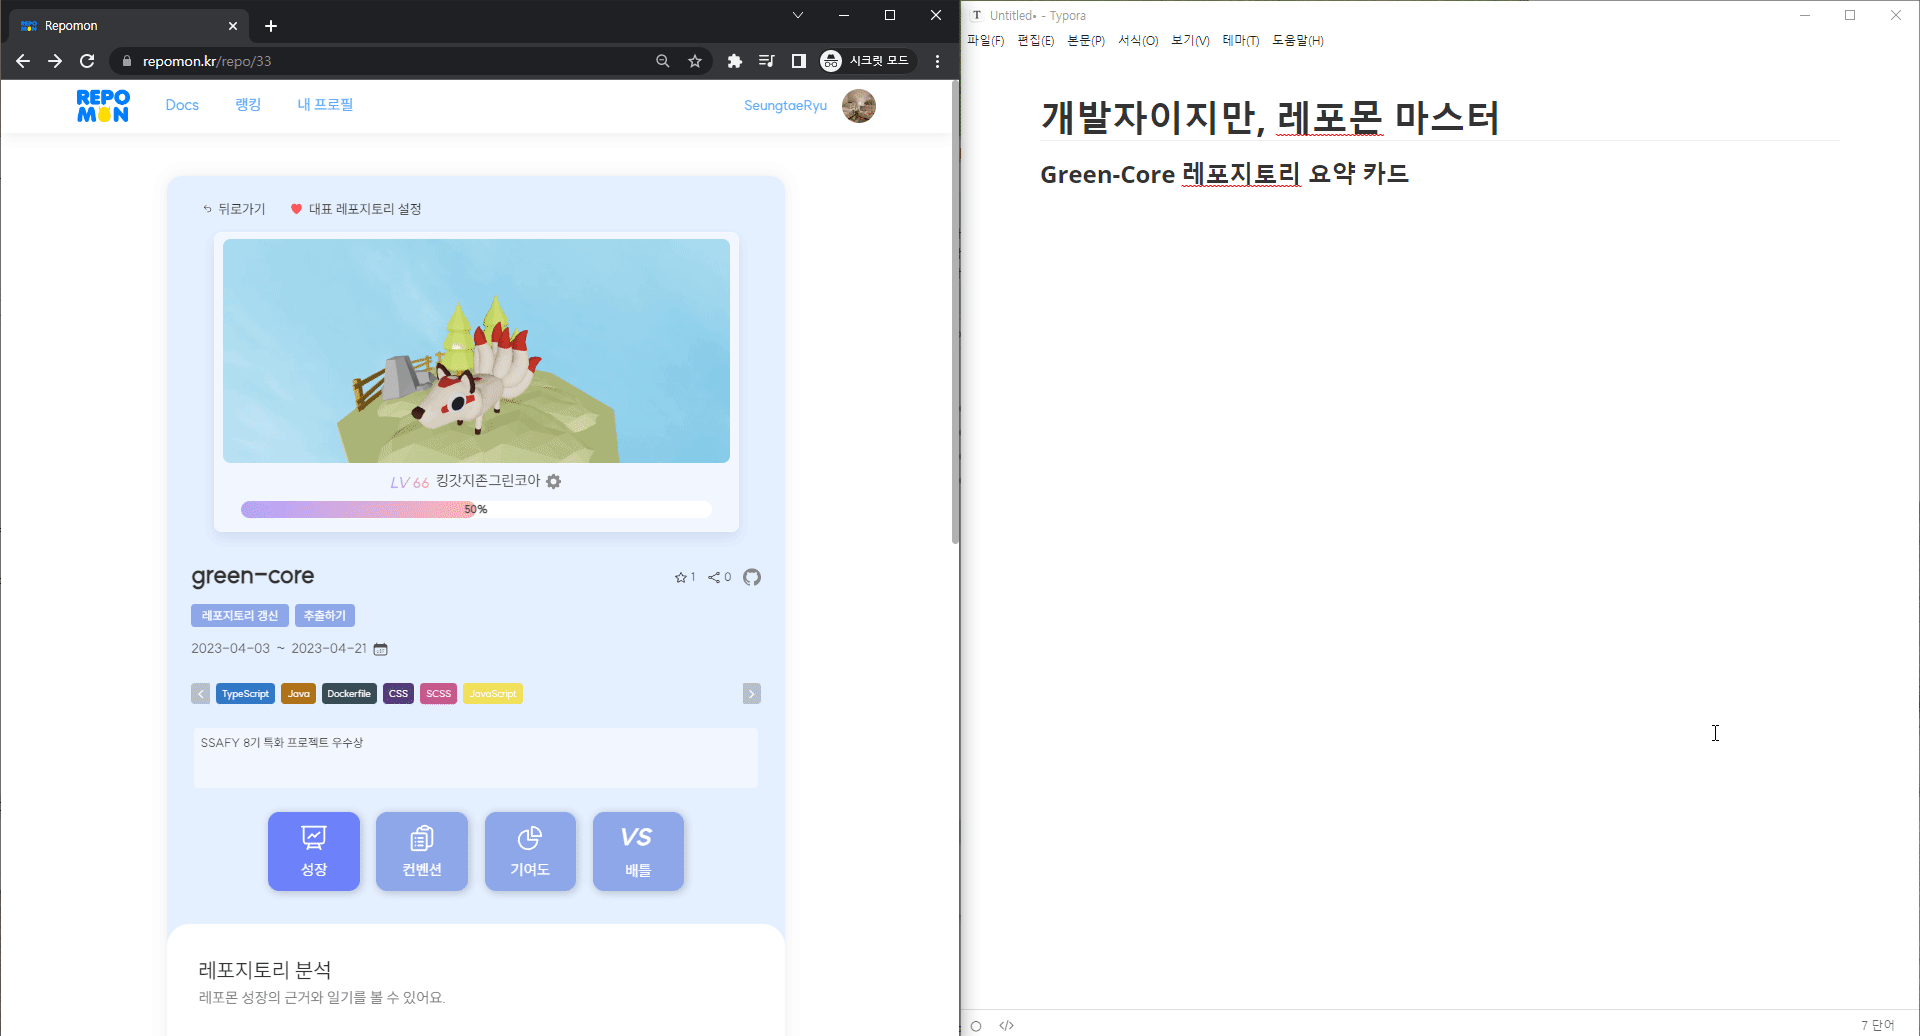 Repomon
repomon.kr/repo/33
시크릿 모드
REPO
MON
Docs
랭킹
내 프로필
SeungtaeRyu
뒤로가기
대표 레포지토리 설정
LV 66 킹갓지존그린코아
50%
green-core
1
0
레포지토리 갱신
추출하기
2023-04-03 ~ 2023-04-21
TypeScript
Java
Dockerfile
CSS
SCSS
JavaScript
SSAFY 8기 특화 프로젝트 우수상
성장
컨벤션
기여도
VS
배틀
레포지토리 분석
레포몬 성장의 근거와 일기를 볼 수 있어요.
T Untitled• - Typora
파일(F) 편집(E) 본문(P) 서식(O) 보기(V) 테마(T) 도움말(H)
개발자이지만, 레포몬 마스터
Green-Core 레포지토리 요약 카드
</> 
7 단어